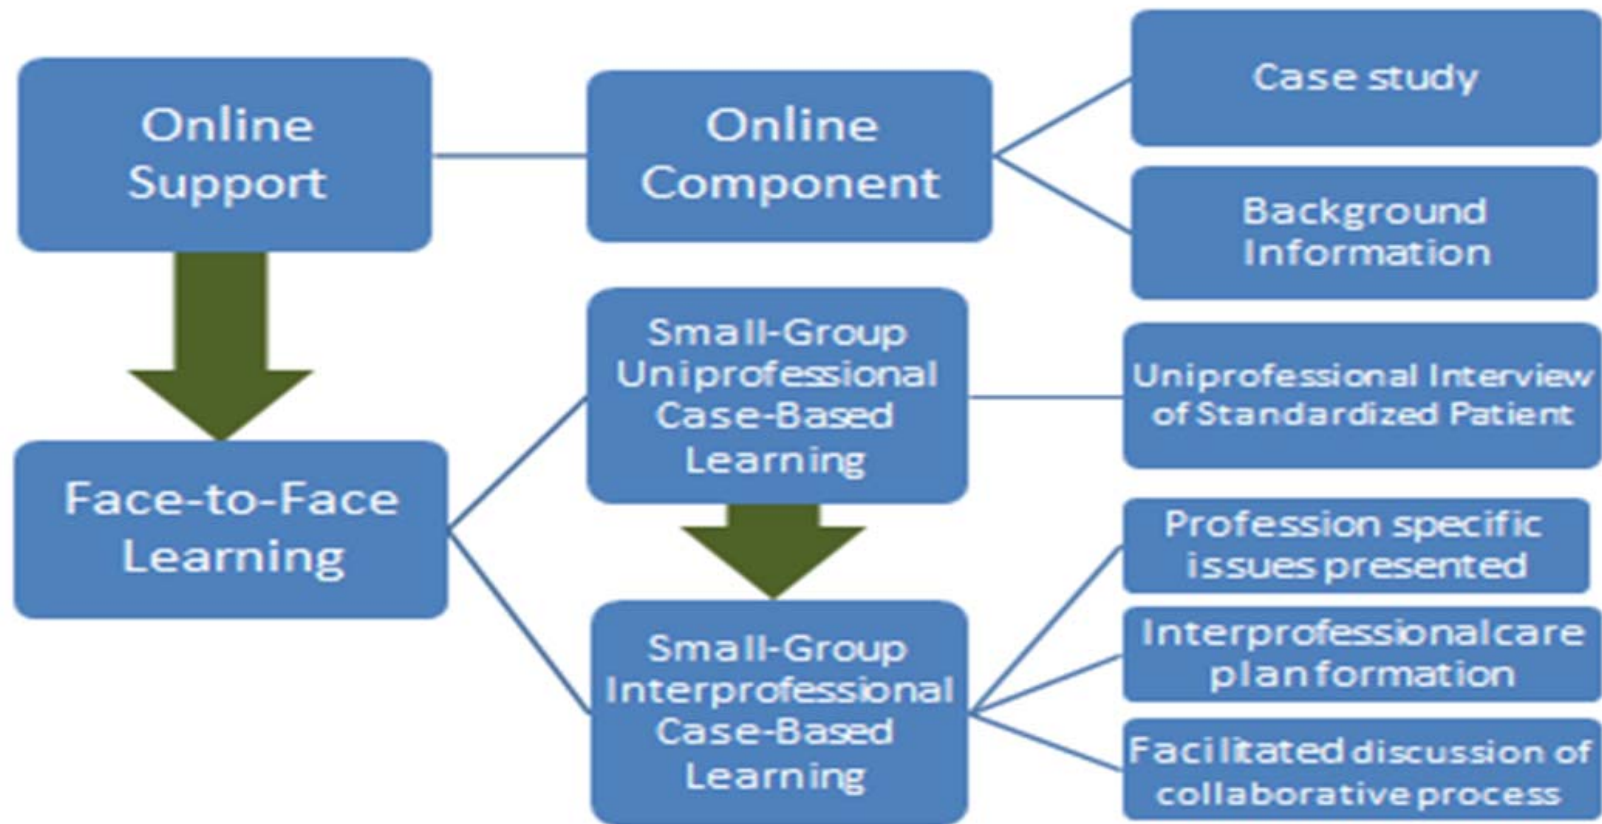 Online
Support
Online
Component
Case study
Background
Information
Face-to-Face
Learning
Small-Group
Uniprofessional
Case-Based
Learning
Uniprofessional Interview
of Standardized Patient
Small-Group
Interprofessional
Case-Based
Learning
Profession specific
issues presented
Interprofessional care
plan formation
Facilitated discussion of
collaborative process